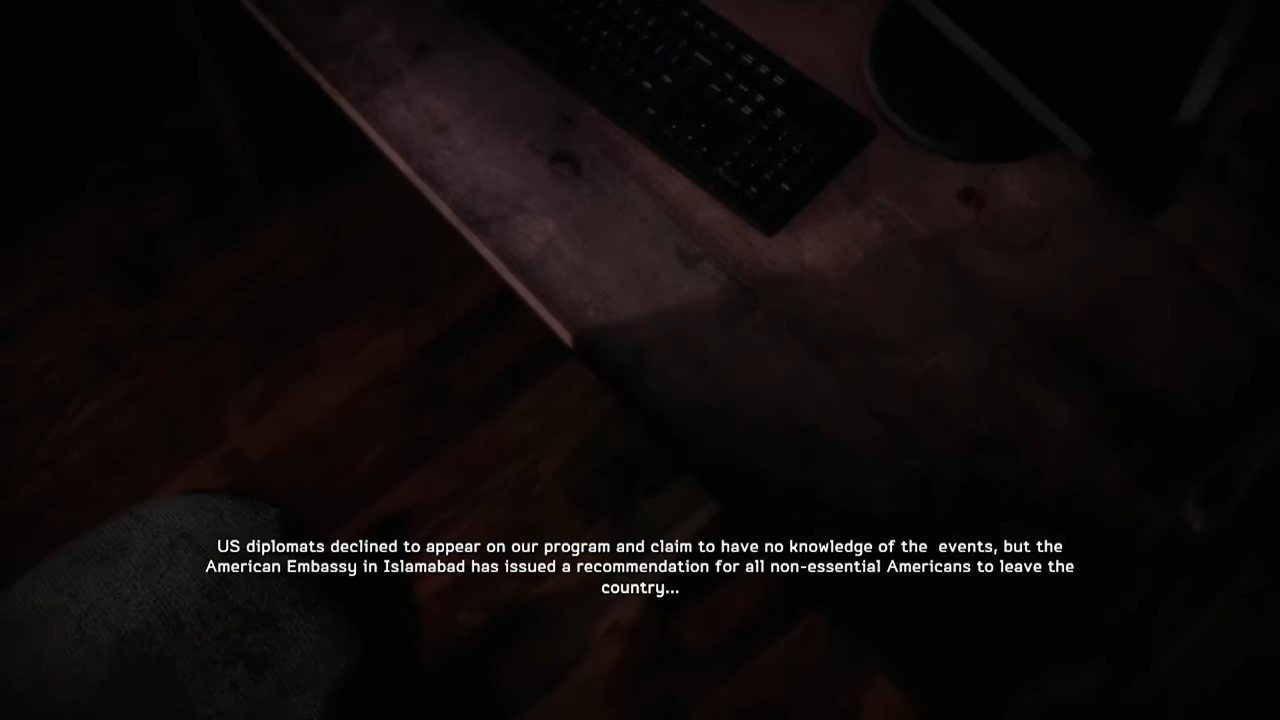 US diplomats declined to appear on our program and claim to have no knowledge of the  events, but the
American Embassy in Islamabad has issued a recommendation for all non-essential Americans to leave the
country...